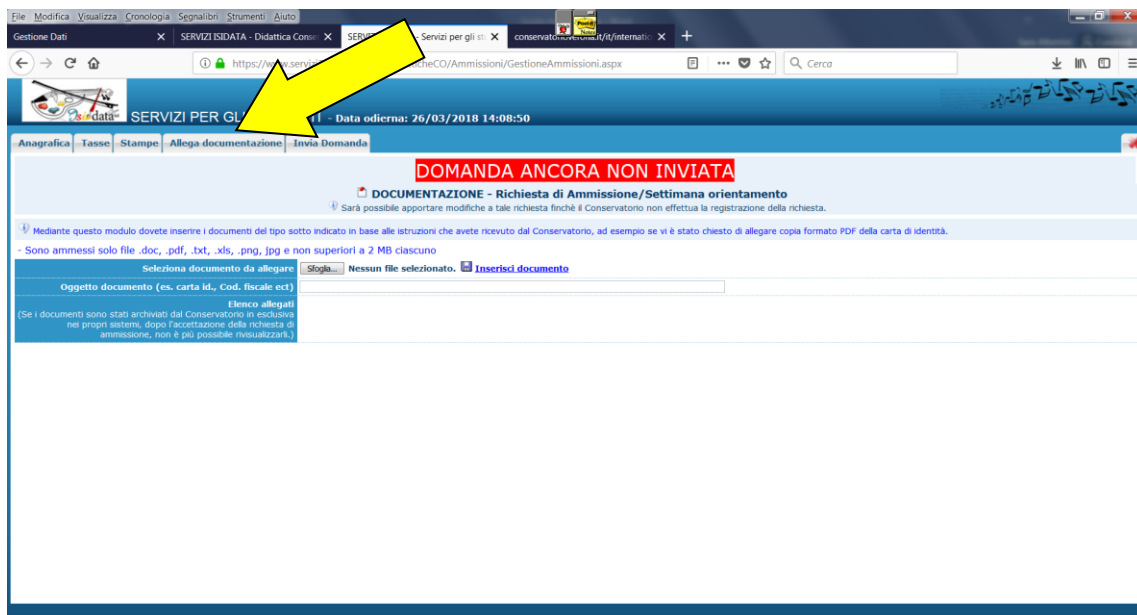 File Modifica Visualizza Cronologia Segnalibri Strumenti Aiuto
Gestione Dati SERVIZI ISIDATA - Didattica Conse - Servizi per gli stu conservatorioverona.it/it/internatio
https://www.ser /Ammissioni/GestioneAmmissioni.aspx Cerca
Isidata SERVIZI PER GL - Data odierna: 26/03/2018 14:08:50
Anagrafica Tasse Stampe Allega documentazione Invia Domanda
DOMANDA ANCORA NON INVIATA
DOCUMENTAZIONE - Richiesta di Ammissione/Settimana orientamento
Sarà possibile apportare modifiche a tale richiesta finchè il Conservatorio non effettua la registrazione della richiesta.
Mediante questo modulo dovete inserire i documenti del tipo sotto indicato in base alle istruzioni che avete ricevuto dal Conservatorio, ad esempio se vi è stato chiesto di allegare copia formato PDF della carta di identità.
- Sono ammessi solo file .doc, .pdf, .txt, .xls, .png, jpg e non superiori a 2 MB ciascuno
Seleziona documento da allegare Sfoglia... Nessun file selezionato. Inserisci documento
Oggetto documento (es. carta id., Cod. fiscale ect)
Elenco allegati
(Se i documenti sono stati archiviati dal Conservatorio in esclusiva
nei propri sistemi, dopo l'accettazione della richiesta di
ammissione, non è più possibile rivisualizzarli.)